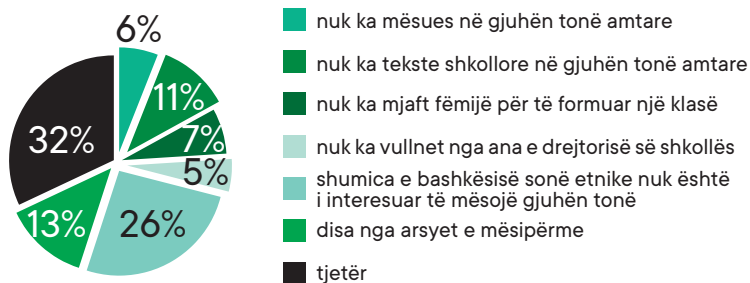 6%
11%
7%
5%
26%
13%
32%
nuk ka mësues në gjuhën tonë amtare
nuk ka tekste shkollore në gjuhën tonë amtare
nuk ka mjaft fëmijë për të formuar një klasë
nuk ka vullnet nga ana e drejtorisë së shkollës
shumica e bashkësisë sonë etnike nuk është
i interesuar të mësojë gjuhën tonë
disa nga arsyet e mësipërme
tjetër